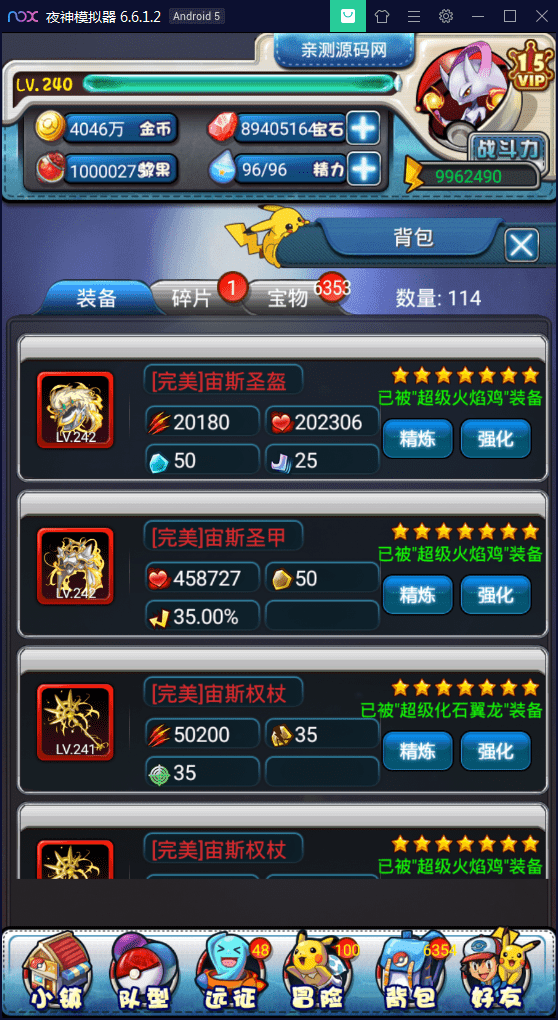 nox 夜神模拟器 6.6.1.2 Android 5
亲测源码网
LV.240
15
VIP
4046万 金币
8940516 宝石
战斗力
1000027 浆果
96/96 精力
9962490
背包
装备
碎片 1
宝物 6353
数量: 114
[完美]宙斯圣盔
已被"超级火焰鸡"装备
20180
202306
精炼
强化
LV.242
50
25
[完美]宙斯圣甲
已被"超级火焰鸡"装备
458727
50
精炼
强化
LV.242
35.00%
[完美]宙斯权杖
已被"超级化石翼龙"装备
50200
35
精炼
强化
LV.241
35
[完美]宙斯权杖
已被"超级火焰鸡"装备
48
100
6354
小镇
队型
远征
冒险
背包
好友